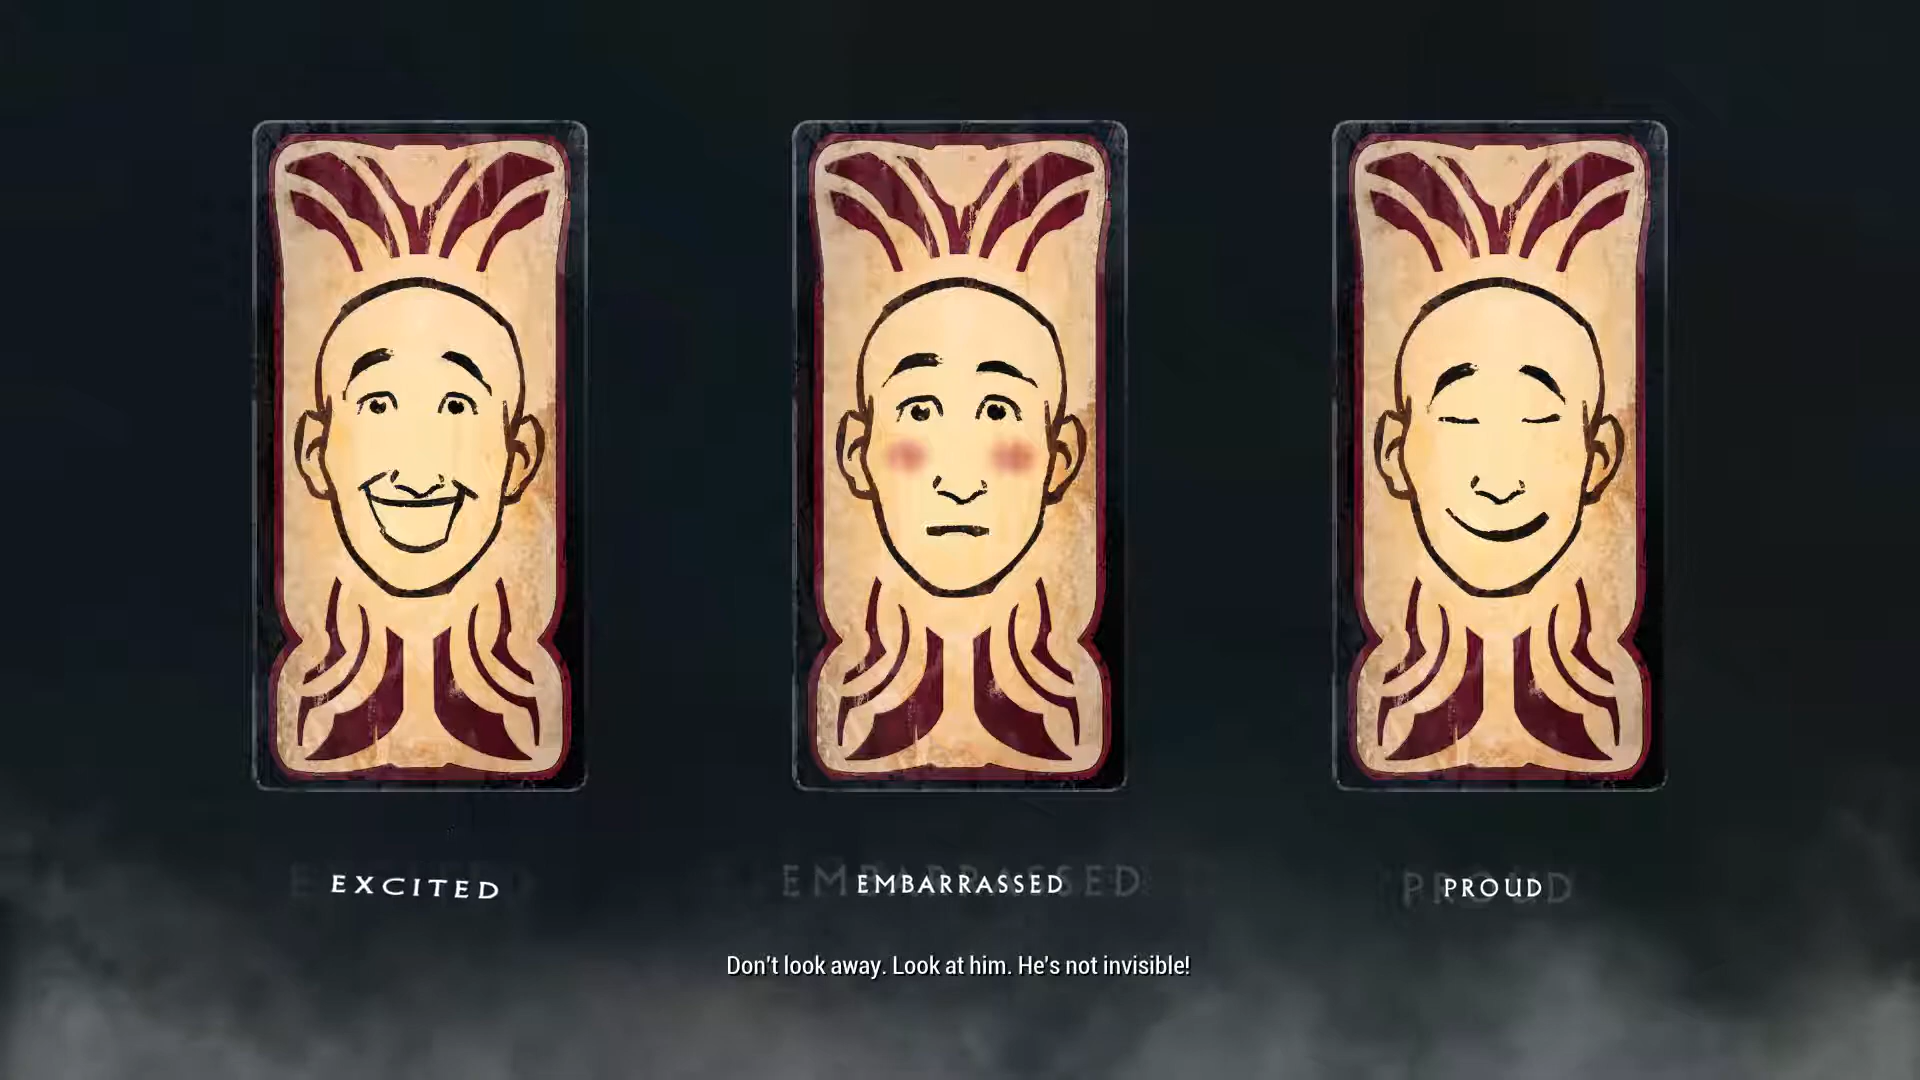 EXCITED
EMBARRASSED
PROUD
Don't look away. Look at him. He's not invisible!